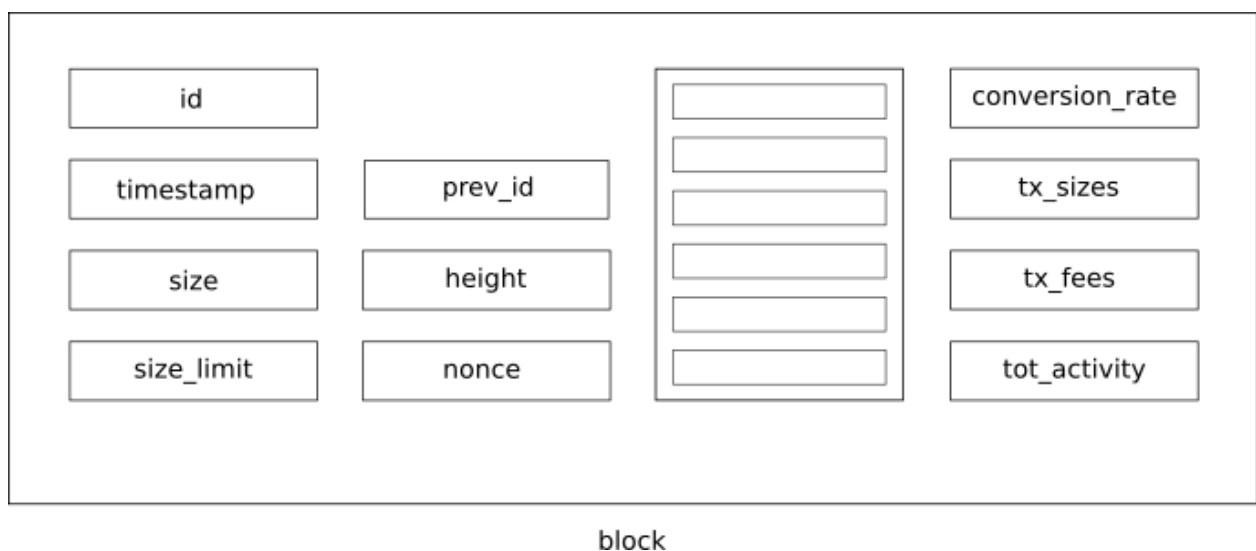 id
timestamp
size
size_limit
prev_id
height
nonce
conversion_rate
tx_sizes
tx_fees
tot_activity
block